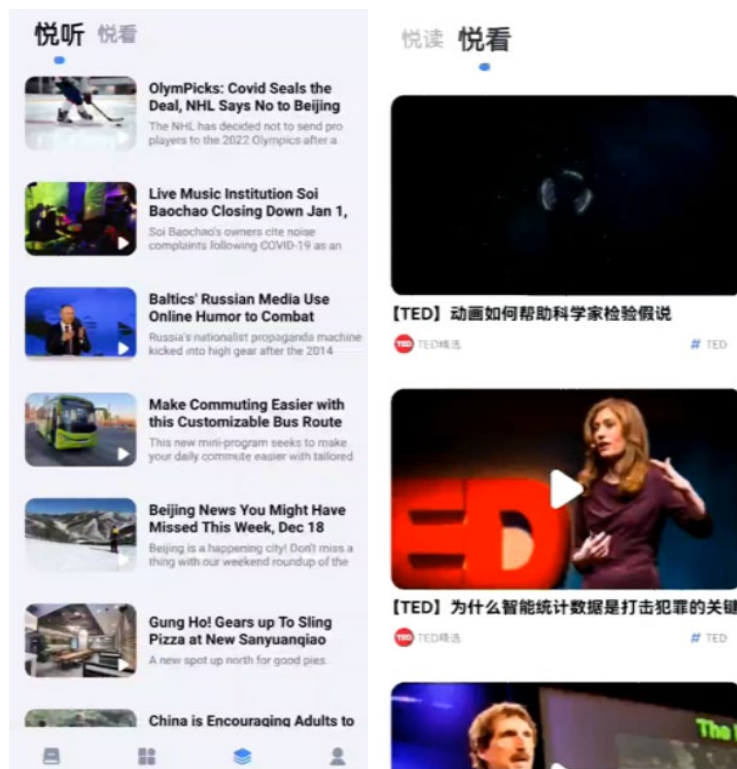 悦听 悦看
OlymPicks: Covid Seals the
Deal, NHL Says No to Beijing
The NHL has decided not to send pro
players to the 2022 Olympics after a
Live Music Institution Soi
Baochao Closing Down Jan 1,
Soi Baochao's owners cite noise
complaints following COVID-19 as an
Baltics' Russian Media Use
Online Humor to Combat
Russia's nationalist propaganda machine
kicked into high gear after the 2014
Make Commuting Easier with
this Customizable Bus Route
This new mini-program seeks to make
your daily commute easier with tailored
Beijing News You Might Have
Missed This Week, Dec 18
Beijing is a happening city! Don't miss a
thing with our weekend roundup of the
Gung Ho! Gears up To Sling
Pizza at New Sanyuanqiao
A new spot up north for good pies.
China is Encouraging Adults to
悦读 悦看
【TED】动画如何帮助科学家检验假说
TED TED精选 # TED
ED
【TED】为什么智能统计数据是打击犯罪的关键
TED TED精选 # TED
The